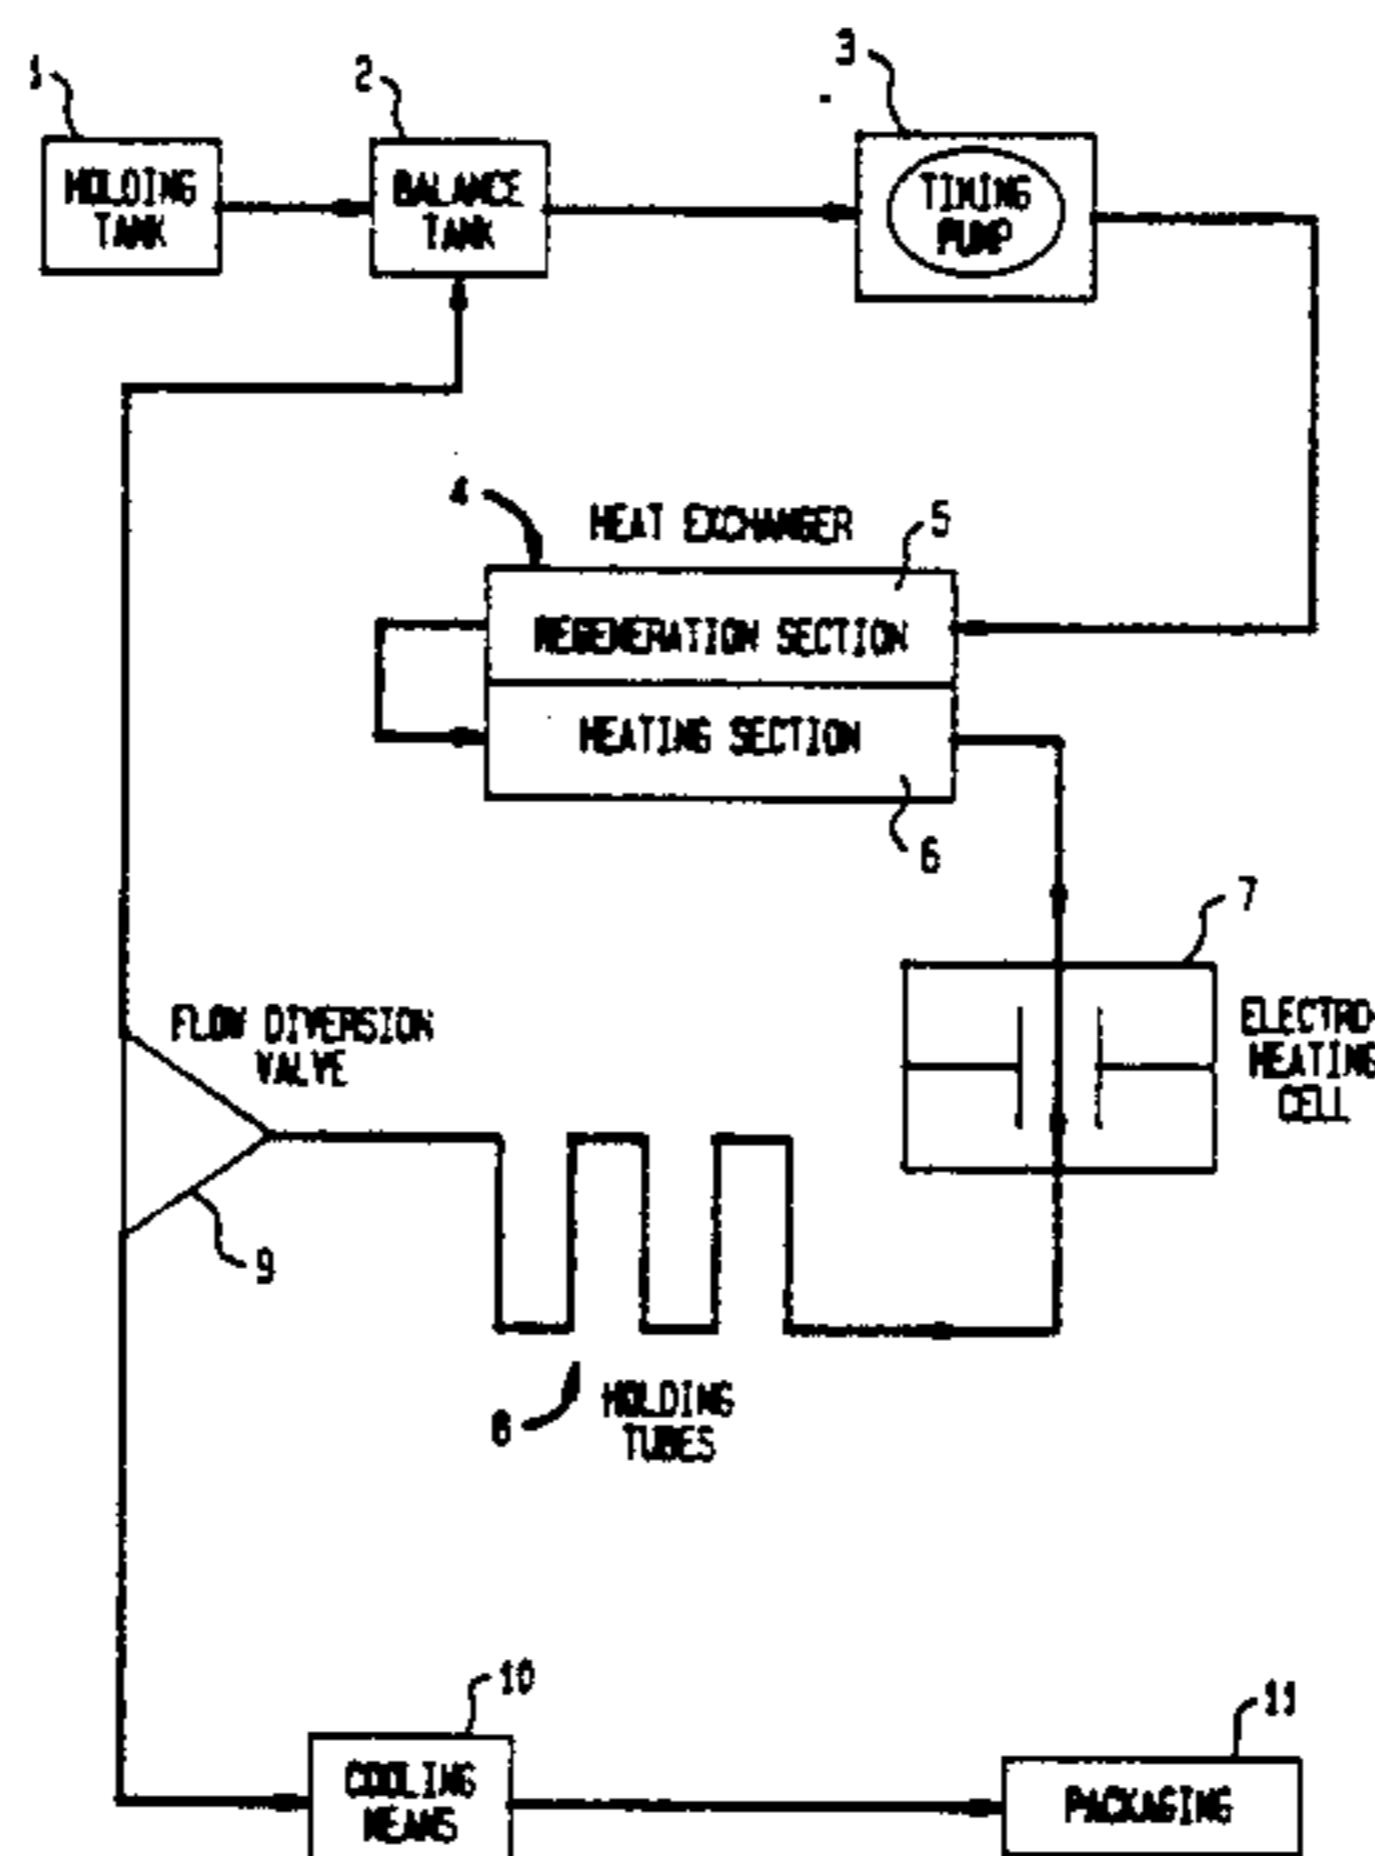 1
2
3
HOLDING
TANK
BALANCE
TANK
TIMING
PUMP
4
HEAT EXCHANGER
5
REGENERATION SECTION
HEATING SECTION
6
7
ELECTRO-
HEATING
CELL
FLOW DIVERSION
VALVE
9
8
HOLDING
TUBES
10
11
COOLING
MEANS
PACKAGING